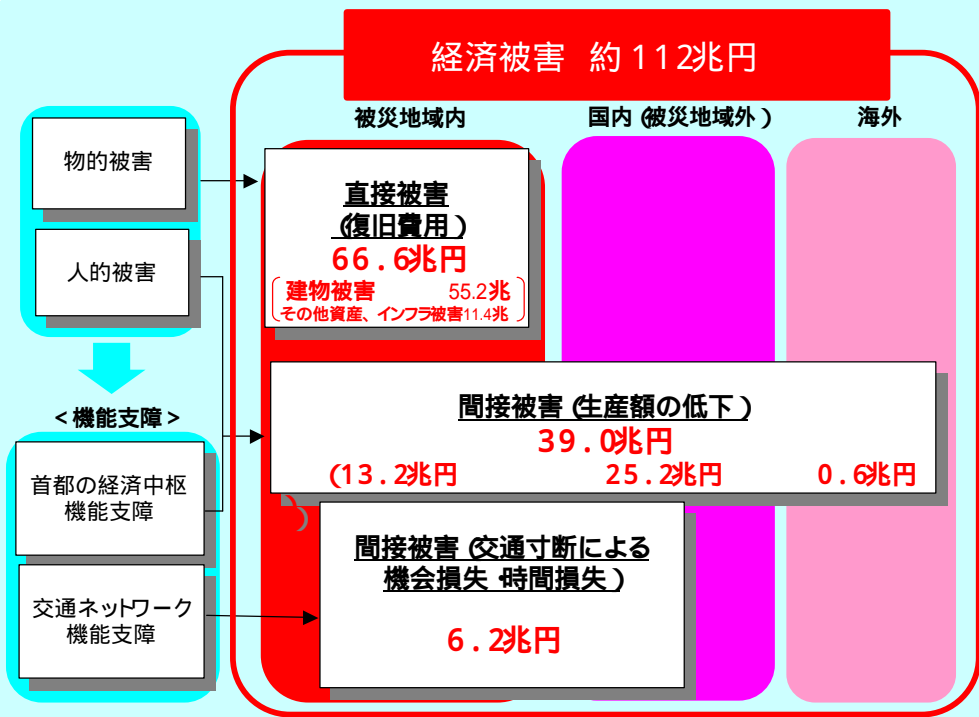 経済被害 約112兆円
被災地域内 国内（被災地域外） 海外
物的被害
人的被害
直接被害
（復旧費用）
66.6兆円
建物被害 55.2兆
その他資産、インフラ被害11.4兆
<機能支障>
首都の経済中枢
機能支障
交通ネットワーク
機能支障
間接被害（生産額の低下）
39.0兆円
(13.2兆円 25.2兆円 0.6兆円
)
間接被害（交通寸断による
機会損失・時間損失）
6.2兆円